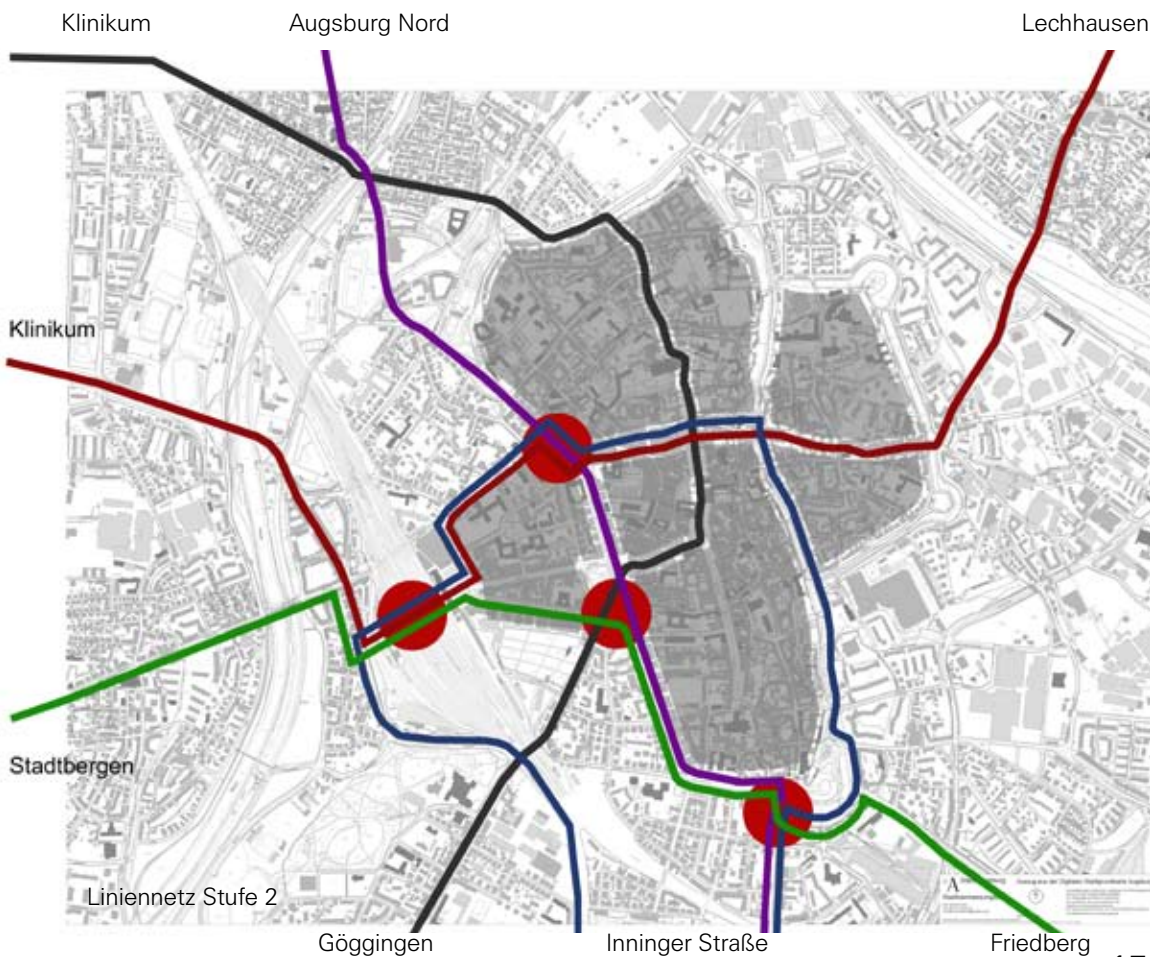 Klinikum
Augsburg Nord
Lechhausen
Klinikum
Stadtbergen
Liniennetz Stufe 2
Göggingen
Inninger Straße
Friedberg